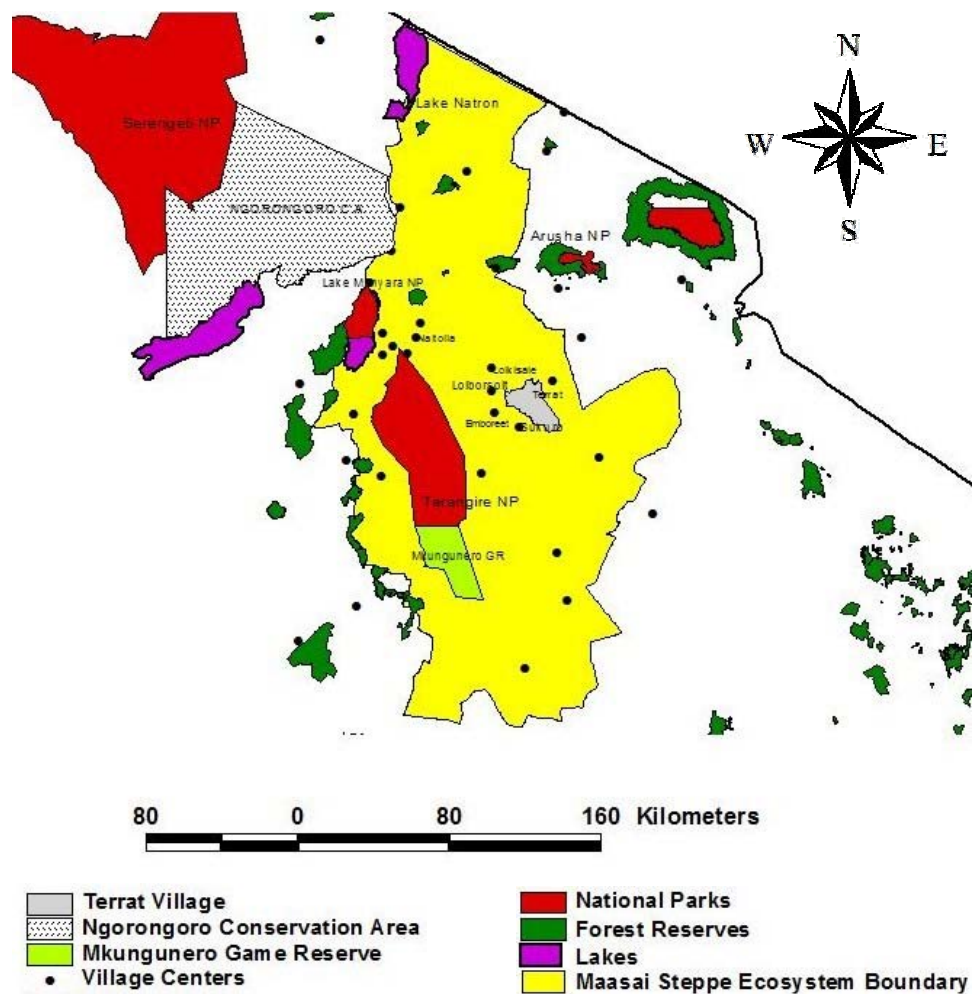 N
W E
S
Lake Natron
Serengeti NP
NGORONGORO C.A.
Arusha NP
Lake Manyara NP
Naitolia
Loikisale
Loiborsoit
Terrat
Emboreet
Sukuro
Tarangire NP
Mkungunero GR
80 0 80 160 Kilometers
Terrat Village
Ngorongoro Conservation Area
Mkungunero Game Reserve
Village Centers
National Parks
Forest Reserves
Lakes
Maasai Steppe Ecosystem Boundary